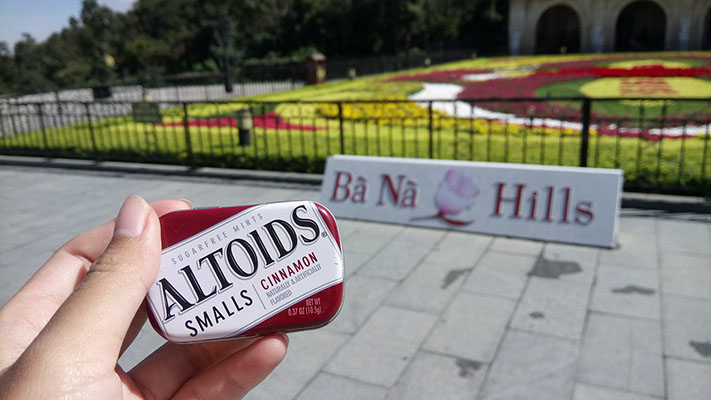 SUGARFREE MINTS
ALTOIDS®
SMALLS
CINNAMON
NATURALLY & ARTIFICIALLY
FLAVORED
NET WT
0.37 OZ (10.5g)
Bà Nà Hills